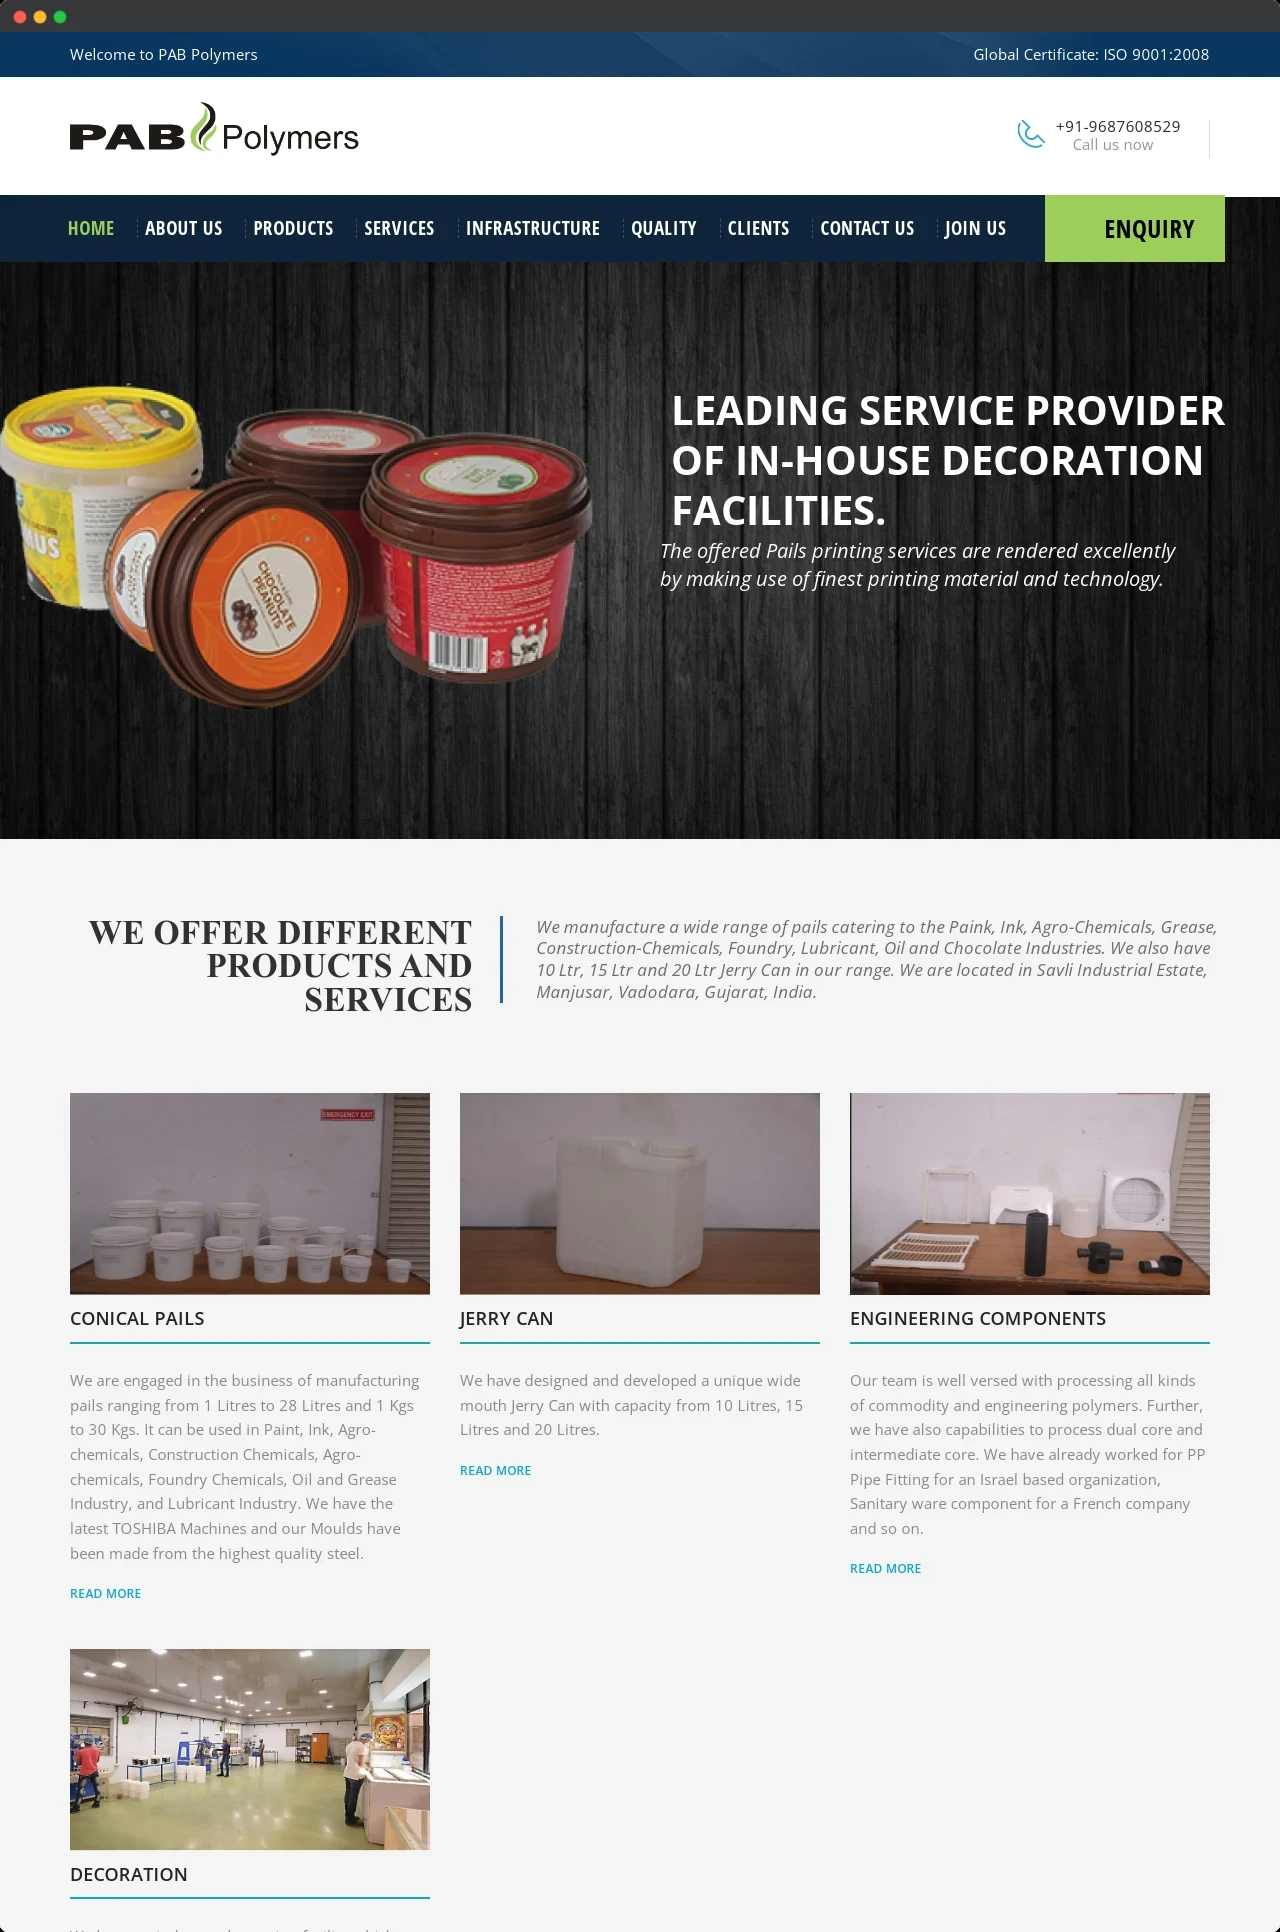 Welcome to PAB Polymers
Global Certificate: ISO 9001:2008
PAB Polymers
+91-9687608529
Call us now
HOME
ABOUT US
PRODUCTS
SERVICES
INFRASTRUCTURE
QUALITY
CLIENTS
CONTACT US
JOIN US
ENQUIRY
LEADING SERVICE PROVIDER
OF IN-HOUSE DECORATION
FACILITIES.
The offered Pails printing services are rendered excellently
by making use of finest printing material and technology.
CHOCOLATE
PEANUTS
WE OFFER DIFFERENT
PRODUCTS AND
SERVICES
We manufacture a wide range of pails catering to the Paink, Ink, Agro-Chemicals, Grease,
Construction-Chemicals, Foundry, Lubricant, Oil and Chocolate Industries. We also have
10 Ltr, 15 Ltr and 20 Ltr Jerry Can in our range. We are located in Savli Industrial Estate,
Manjusar, Vadodara, Gujarat, India.
EMERGENCY EXIT
CONICAL PAILS
We are engaged in the business of manufacturing
pails ranging from 1 Litres to 28 Litres and 1 Kgs
to 30 Kgs. It can be used in Paint, Ink, Agro-
chemicals, Construction Chemicals, Agro-
chemicals, Foundry Chemicals, Oil and Grease
Industry, and Lubricant Industry. We have the
latest TOSHIBA Machines and our Moulds have
been made from the highest quality steel.
READ MORE
JERRY CAN
We have designed and developed a unique wide
mouth Jerry Can with capacity from 10 Litres, 15
Litres and 20 Litres.
READ MORE
ENGINEERING COMPONENTS
Our team is well versed with processing all kinds
of commodity and engineering polymers. Further,
we have also capabilities to process dual core and
intermediate core. We have already worked for PP
Pipe Fitting for an Israel based organization,
Sanitary ware component for a French company
and so on.
READ MORE
DECORATION